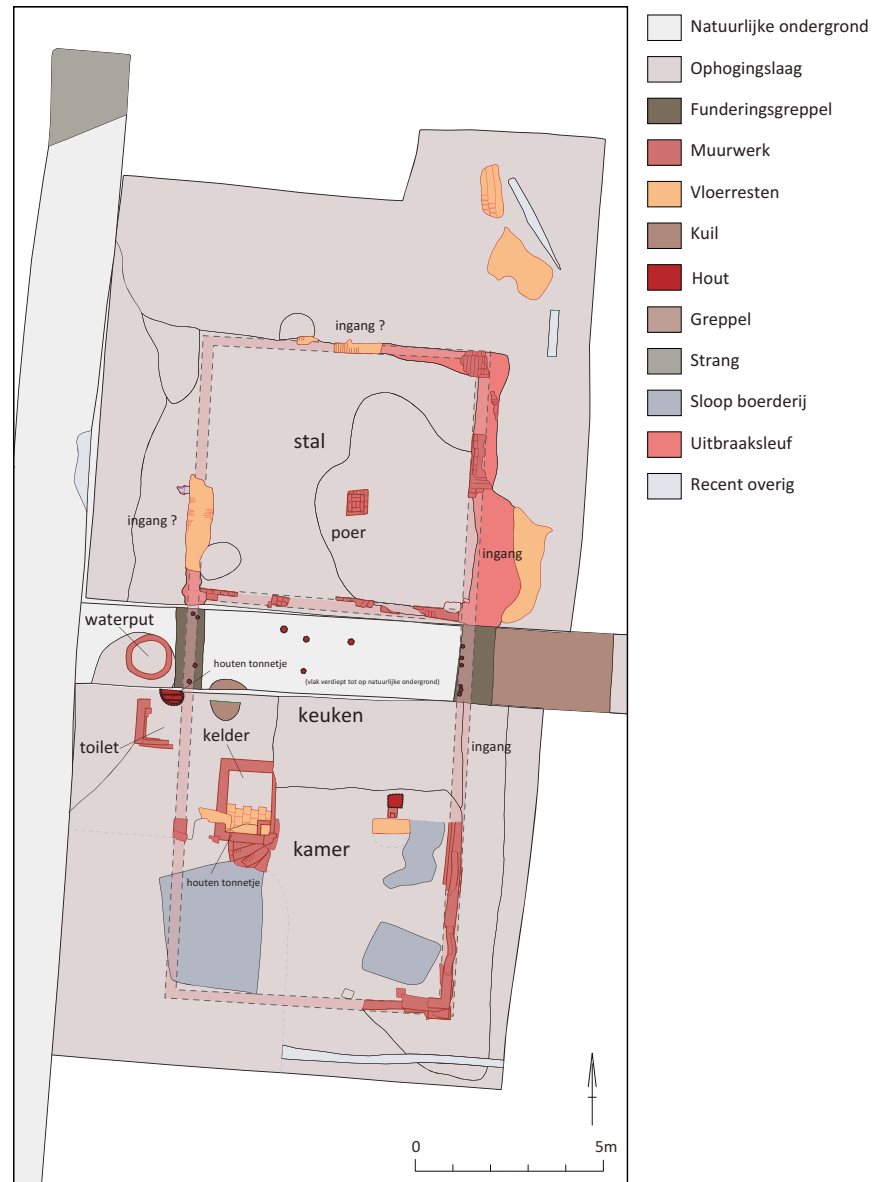 Natuurlijke ondergrond
Ophogingslaag
Funderingsgreppel
Muurwerk
Vloerresten
Kuil
Hout
Greppel
Strang
Sloop boerderij
Uitbraaksleuf
Recent overig
ingang ?
stal
ingang ?
poer
ingang
waterput
houten tonnetje
(vlak verdiept tot op natuurlijke ondergrond)
keuken
toilet
kelder
ingang
kamer
houten tonnetje
0
5m